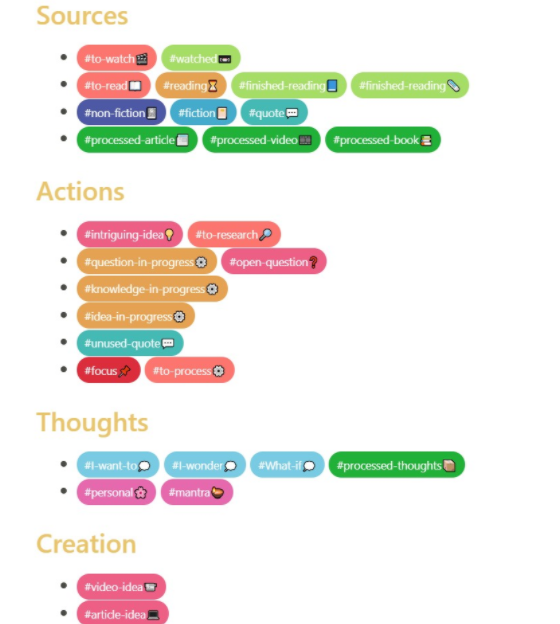 Sources
#to-watch🎬 #watched📼
#to-read📖 #reading⏳ #finished-reading📘 #finished-reading📎
#non-fiction📓 #fiction📔 #quote💬
#processed-article📰 #processed-video🎞 #processed-book📚
Actions
#intriguing-idea💡 #to-research🔎
#question-in-progress⚙ #open-question❓
#knowledge-in-progress⚙
#idea-in-progress⚙
#unused-quote💬
#focus📌 #to-process⚙
Thoughts
#I-want-to💭 #I-wonder💭 #What-if💭 #processed-thoughts📦
#personal⚝ #mantra
Creation
#video-idea📽
#article-idea💻